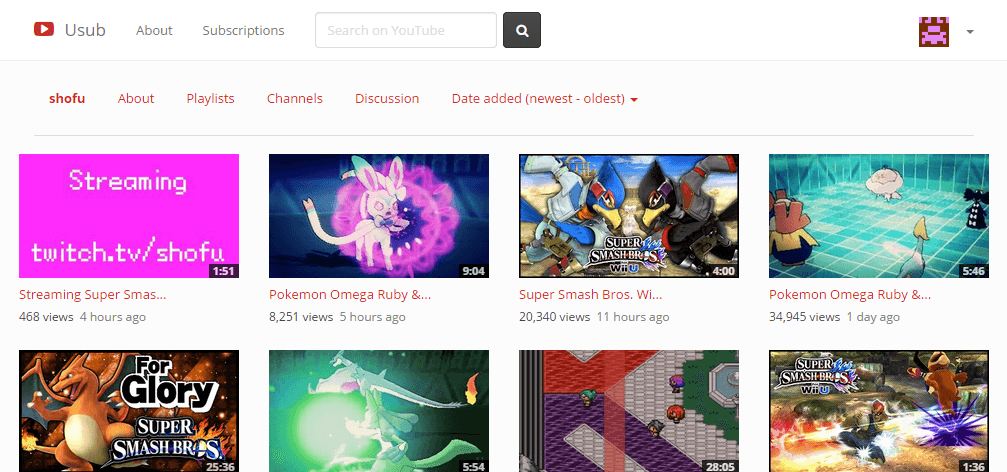 Usub
About
Subscriptions
Search on YouTube
shofu
About
Playlists
Channels
Discussion
Date added (newest - oldest)
Streaming
twitch.tv/shofu
1:51
9:04
SUPER
SMASH BROS
Wii U
4:00
5:46
Streaming Super Smas...
Pokemon Omega Ruby &...
Super Smash Bros. Wi...
Pokemon Omega Ruby &...
468 views 4 hours ago
8,251 views 5 hours ago
20,340 views 11 hours ago
34,945 views 1 day ago
For
Glory
SUPER
SMASH BROS.
25:36
5:54
28:05
SUPER
SMASH BROS
Wii U
1:36